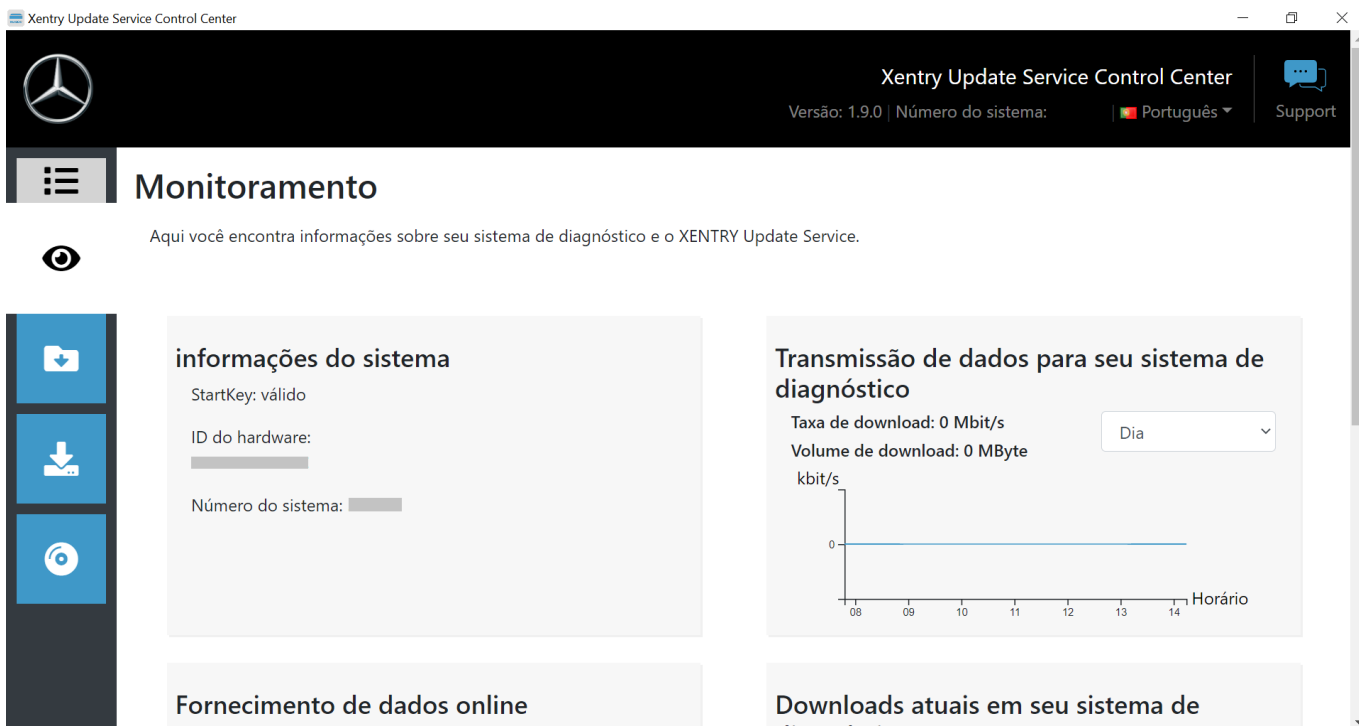 Xentry Update Service Control Center
Xentry Update Service Control Center
Versão: 1.9.0 | Número do sistema: | Português
Support
Monitoramento
Aqui você encontra informações sobre seu sistema de diagnóstico e o XENTRY Update Service.
informações do sistema
StartKey: válido
ID do hardware:
Número do sistema:
Transmissão de dados para seu sistema de
diagnóstico
Taxa de download: 0 Mbit/s
Dia
Volume de download: 0 MByte
kbit/s
0
08 09 10 11 12 13 14
Horário
Fornecimento de dados online
Downloads atuais em seu sistema de